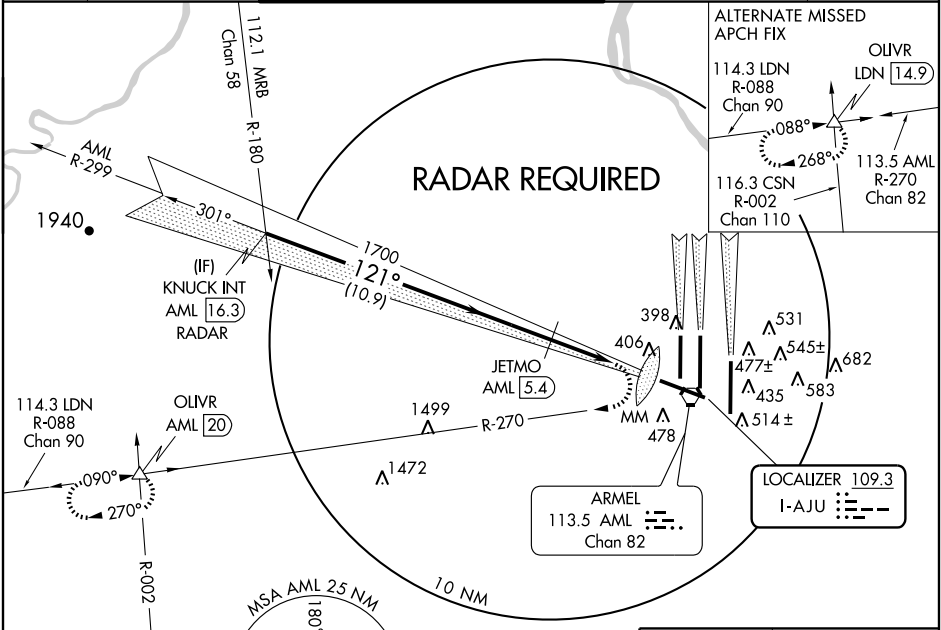 ALTERNATE MISSED
APCH FIX
OLIVR
LDN 14.9
114.3 LDN
R-088
Chan 90
088°
268°
113.5 AML
R-270
Chan 82
116.3 CSN
R-002
Chan 110
112.1 MRB
Chan 58
R-180
AML
R-299
RADAR REQUIRED
1940
301°
1700
121°
(10.9)
(IF)
KNUCK INT
AML 16.3
RADAR
398
406
531
545±
477±
682
583
435
514 ±
JETMO
AML 5.4
MM
478
114.3 LDN
R-088
Chan 90
OLIVR
AML 20
1499
R-270
1472
090°
270°
R-002
LOCALIZER 109.3
I-AJU
ARMEL
113.5 AML
Chan 82
10 NM
MSA AML 25 NM
180°